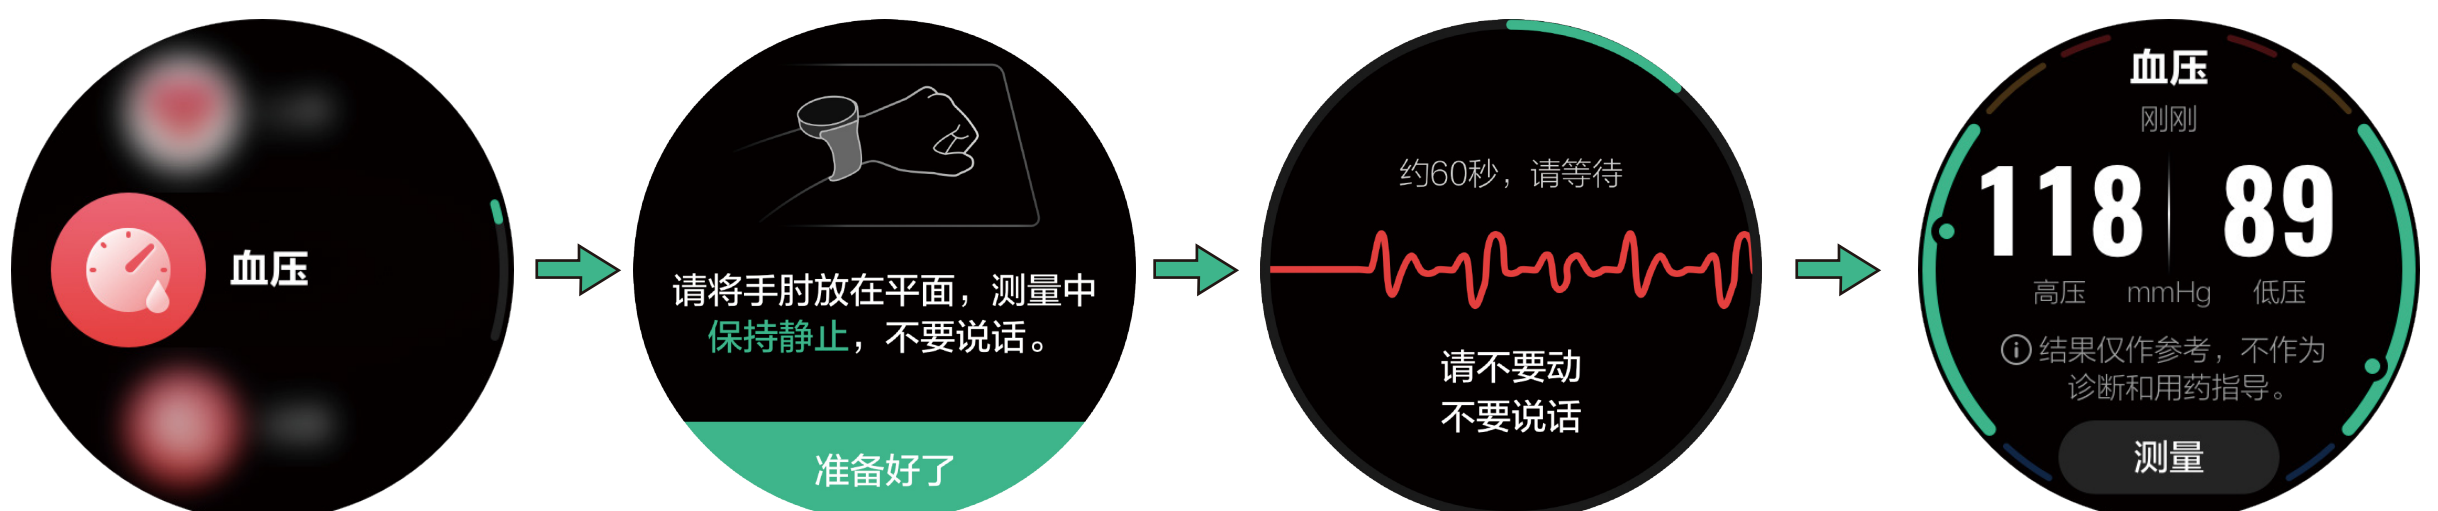 血压
请将手肘放在平面，测量中
保持静止，不要说话。
准备好了
约60秒，请等待
请不要动
不要说话
血压
刚刚
118 89
高压 mmHg 低压
结果仅作参考，不作为
诊断和用药指导。
测量